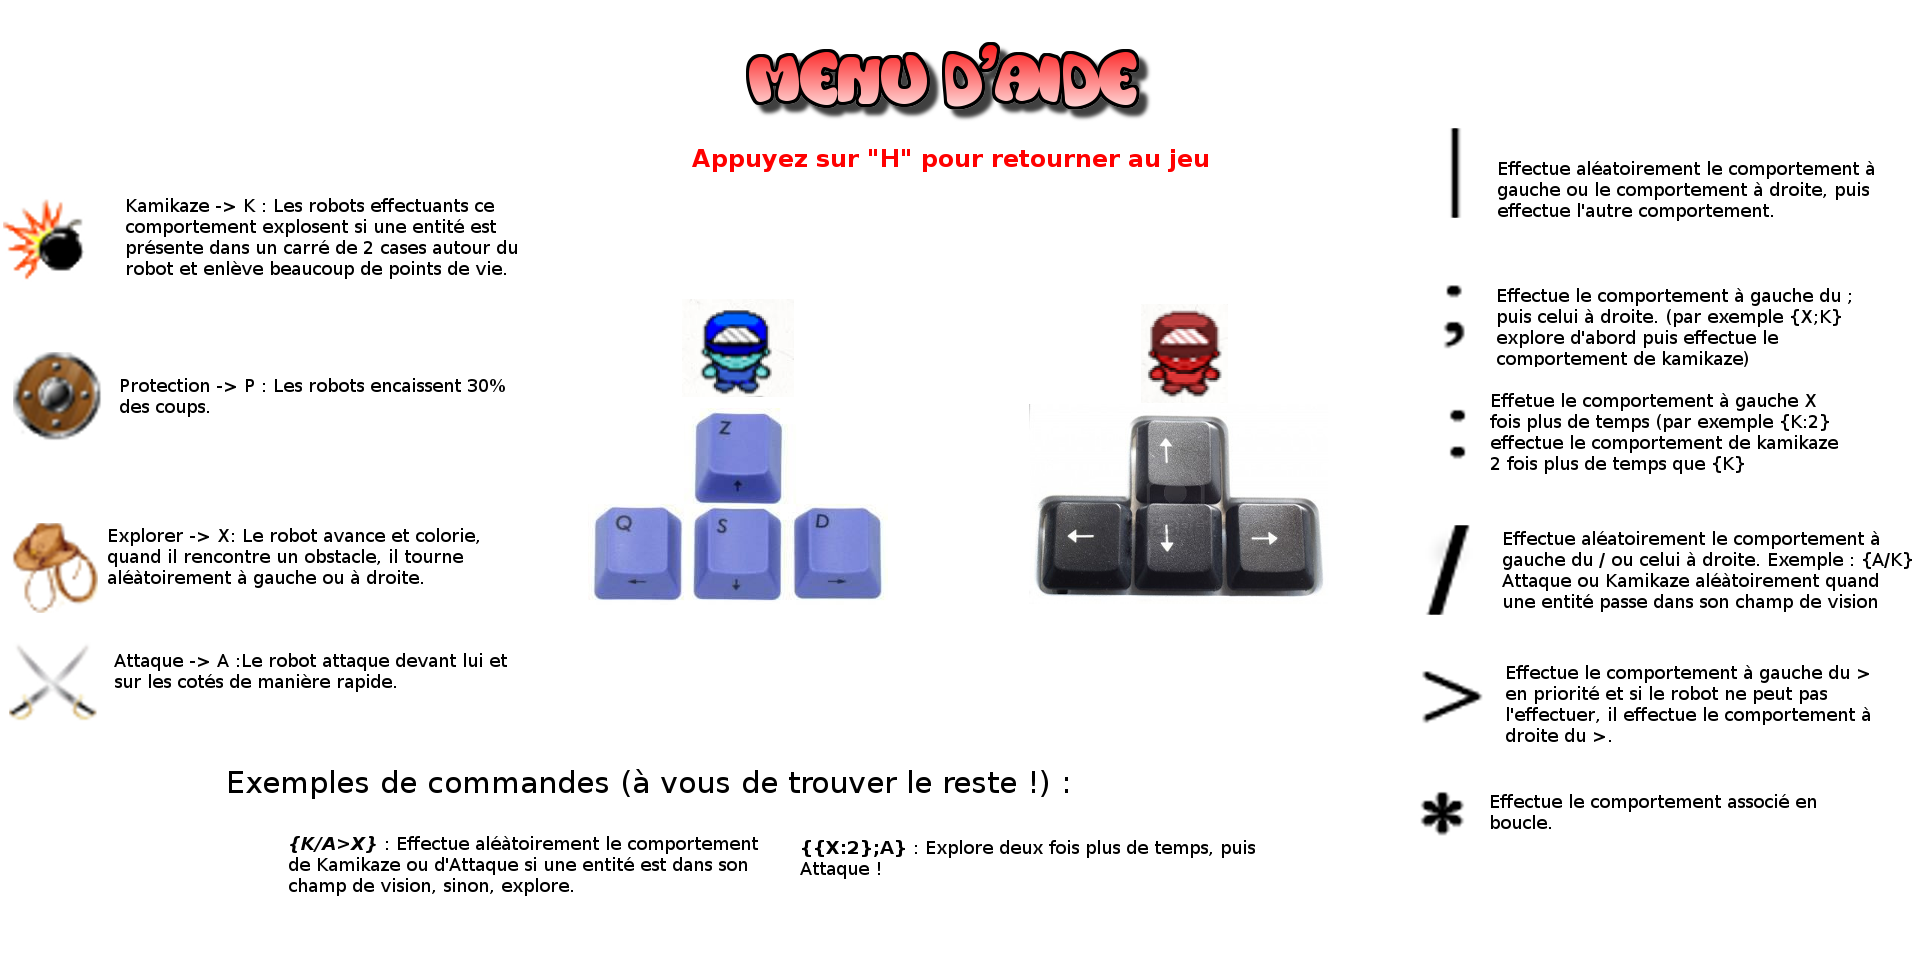 MENU D'AIDE
Appuyez sur "H" pour retourner au jeu
Kamikaze -> K : Les robots effectuants ce
comportement explosent si une entité est
présente dans un carré de 2 cases autour du
robot et enlève beaucoup de points de vie.
Protection -> P : Les robots encaissent 30%
des coups.
Explorer -> X: Le robot avance et colorie,
quand il rencontre un obstacle, il tourne
aléàtoirement à gauche ou à droite.
Attaque -> A :Le robot attaque devant lui et
sur les cotés de manière rapide.
Z
↑
Q
←
S
↓
D
→
↑
←
↓
→
|
Effectue aléatoirement le comportement à
gauche ou le comportement à droite, puis
effectue l'autre comportement.
;
Effectue le comportement à gauche du ;
puis celui à droite. (par exemple {X;K}
explore d'abord puis effectue le
comportement de kamikaze)
:
Effetue le comportement à gauche X
fois plus de temps (par exemple {K:2}
effectue le comportement de kamikaze
2 fois plus de temps que {K}
/
Effectue aléatoirement le comportement à
gauche du / ou celui à droite. Exemple : {A/K}
Attaque ou Kamikaze aléàtoirement quand
une entité passe dans son champ de vision
>
Effectue le comportement à gauche du >
en priorité et si le robot ne peut pas
l'effectuer, il effectue le comportement à
droite du >.
*
Effectue le comportement associé en
boucle.
Exemples de commandes (à vous de trouver le reste !) :
{K/A>X} : Effectue aléàtoirement le comportement
de Kamikaze ou d'Attaque si une entité est dans son
champ de vision, sinon, explore.
{{X:2};A} : Explore deux fois plus de temps, puis
Attaque !